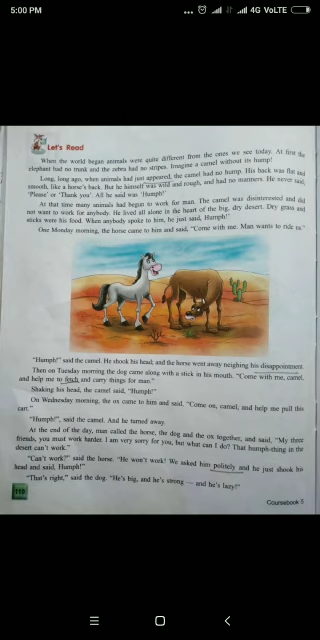 5:00 PM
4G VoLTE
Let's Read
When the world began animals were quite different from the ones we see today. At first the
elephant had no trunk and the zebra had no stripes. Imagine a camel without its hump!
Long, long ago, when animals had just appeared, the camel had no hump. His back was flat and
smooth, like a horse's back. But he himself was wild and rough, and had no manners. He never said,
'Please' or 'Thank you'. All he said was 'Humph!'
At that time many animals had begun to work for man. The camel was disinterested and did
not want to work for anybody. He lived all alone in the heart of the big, dry desert. Dry grass and
sticks were his food. When anybody spoke to him, he just said, Humph!'
One Monday morning, the horse came to him and said, "Come with me. Man wants to ride us."
"Humph!" said the camel. He shook his head; and the horse went away neighing his disappointment.
Then on Tuesday morning the dog came along with a stick in his mouth. "Come with me, camel,
and help me to fetch and carry things for man."
Shaking his head, the camel said, "Humph!"
On Wednesday morning, the ox came to him and said, "Come on, camel, and help me pull this
cart."
"Humph!", said the camel. And he turned away.
At the end of the day, man called the horse, the dog and the ox together, and said, "My three
friends, you must work harder. I am very sorry for you, but what can I do? That humph-thing in the
desert can't work."
"Can't work?" said the horse. "He won't work! We asked him politely and he just shook his
head and said, Humph!"
"That's right," said the dog. "He's big, and he's strong — and he's lazy!"
110
Coursebook 5